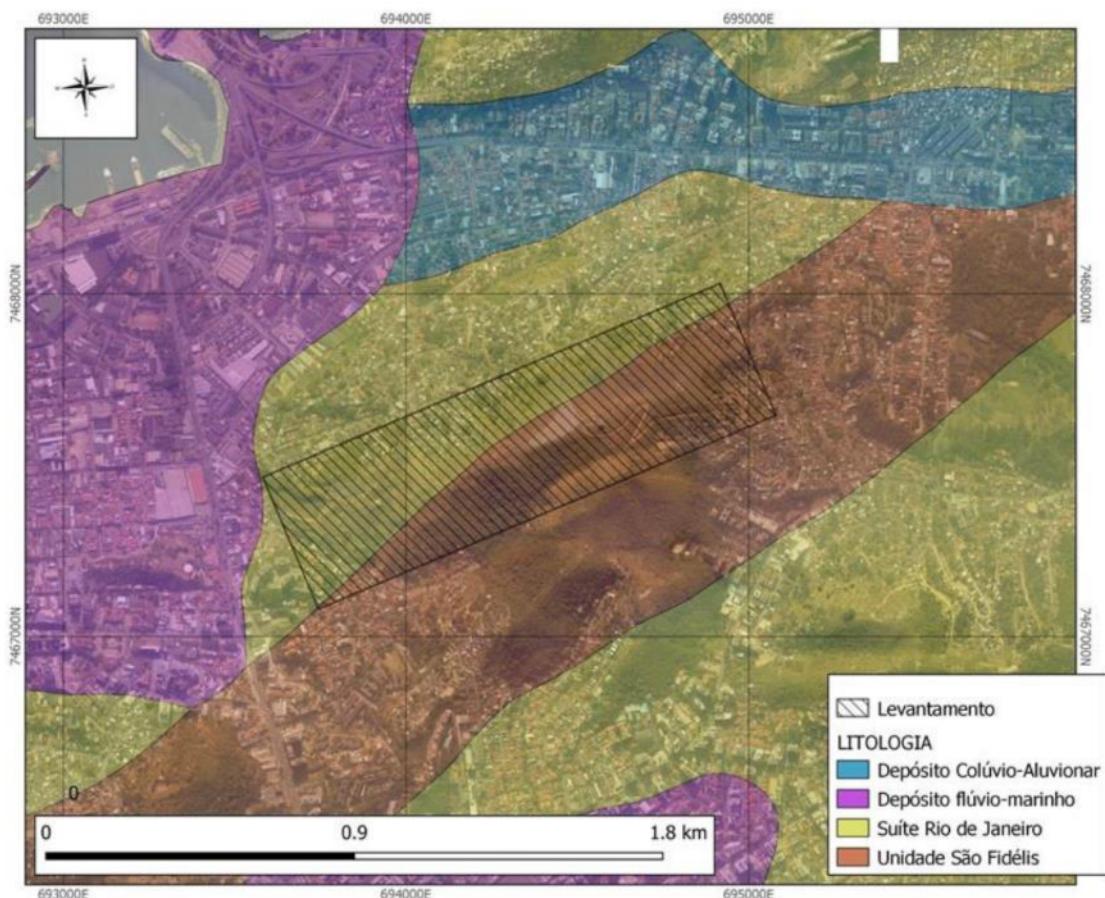 693000E
694000E
695000E
7468000N
7468000N
7467000N
7467000N
Levantamento
LITOLOGIA
Depósito Colúvio-Aluvionar
Depósito flúvio-marinho
Suíte Rio de Janeiro
Unidade São Fidélis
0
0
0.9
1.8 km
693000E
694000E
695000E